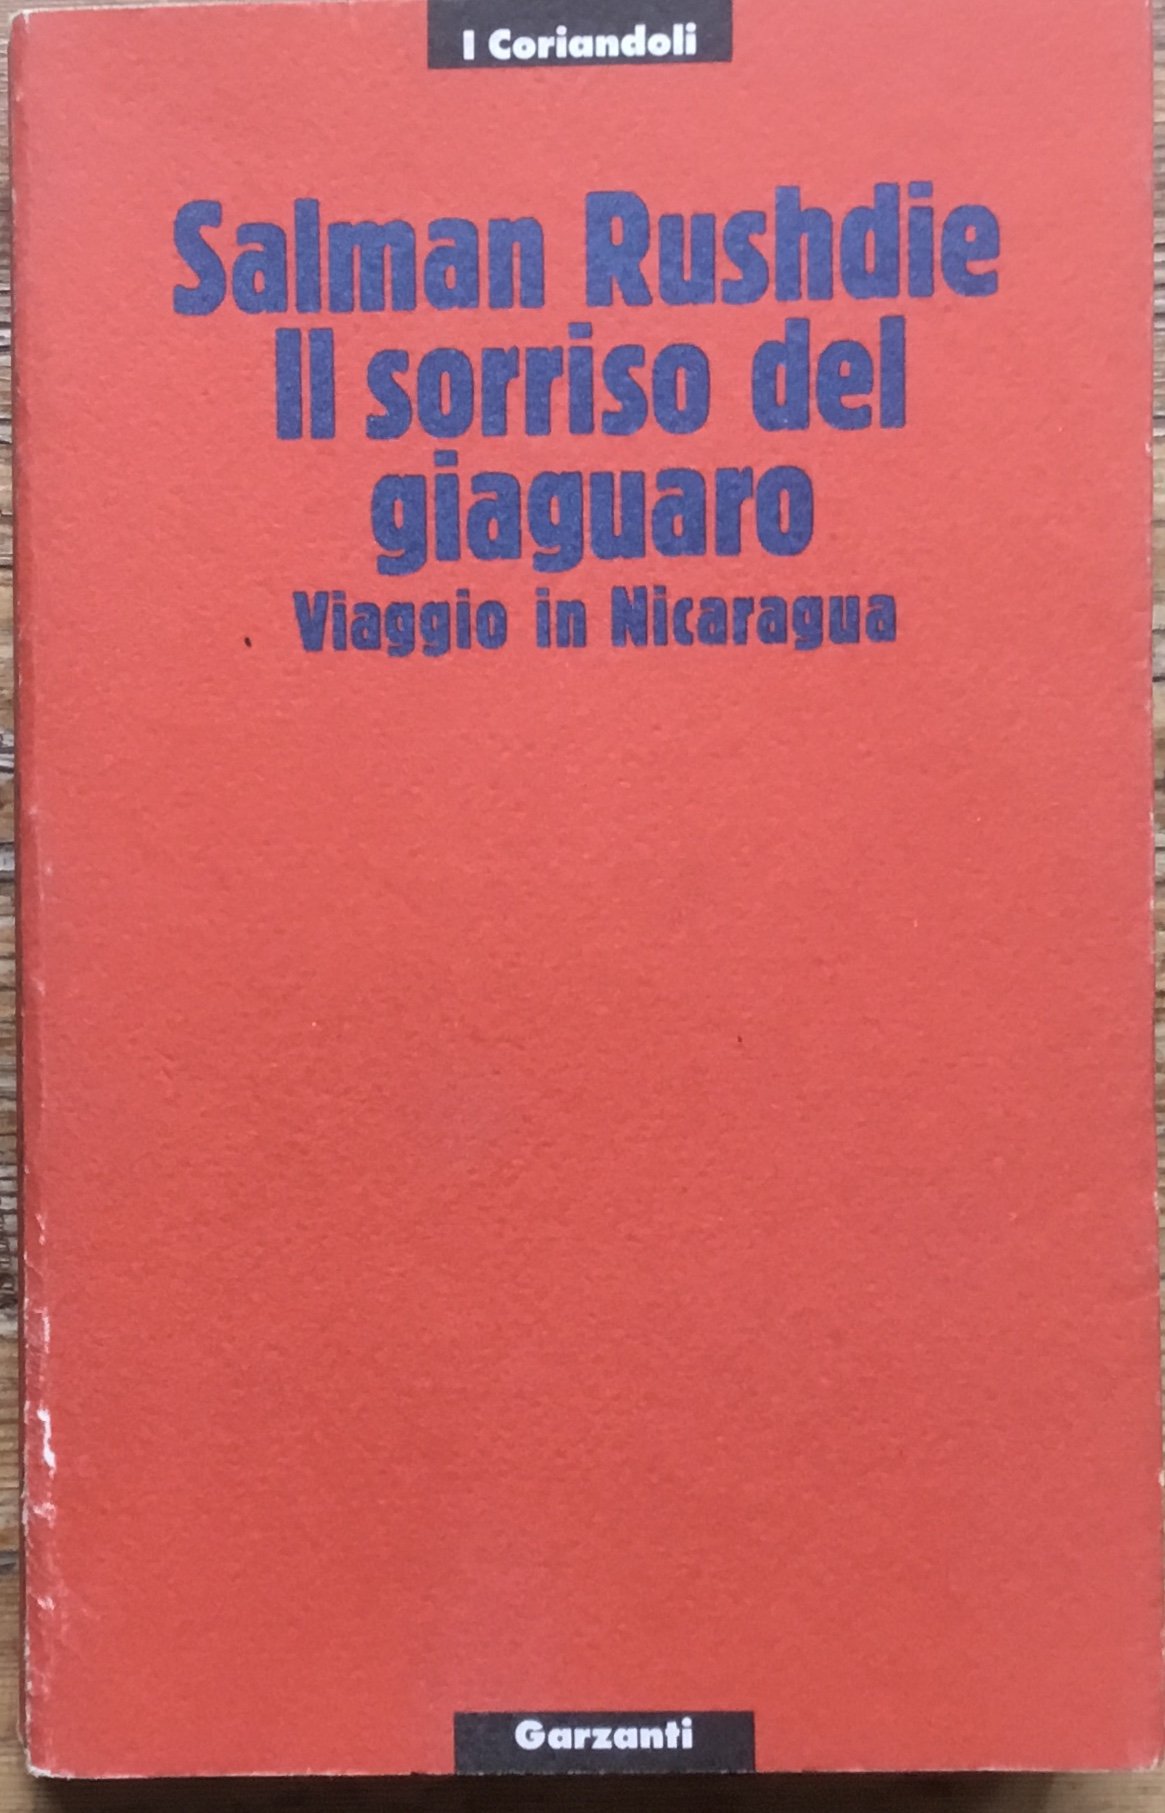 I Coriandoli
Salman Rushdie
Il sorriso del
giaguaro
Viaggio in Nicaragua
Garzanti